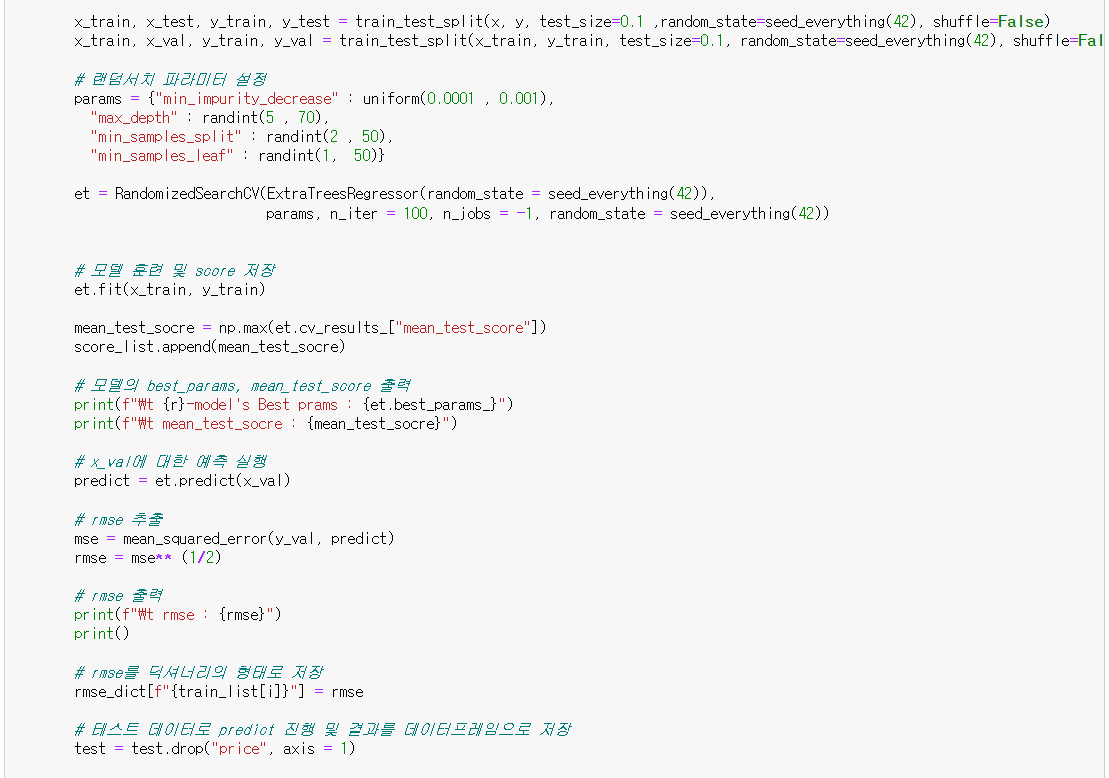 x_train, x_test, y_train, y_test = train_test_split(x, y, test_size=0.1 ,random_state=seed_everything(42), shuffle=False)
x_train, x_val, y_train, y_val = train_test_split(x_train, y_train, test_size=0.1, random_state=seed_everything(42), shuffle=Fal
# 랜덤서치 파라미터 설정
params = {"min_impurity_decrease" : uniform(0.0001 , 0.001),
"max_depth" : randint(5 , 70),
"min_samples_split" : randint(2 , 50),
"min_samples_leaf" : randint(1, 50)}
et = RandomizedSearchCV(ExtraTreesRegressor(random_state = seed_everything(42)),
params, n_iter = 100, n_jobs = -1, random_state = seed_everything(42))
# 모델 훈련 및 score 저장
et.fit(x_train, y_train)
mean_test_socre = np.max(et.cv_results_["mean_test_score"])
score_list.append(mean_test_socre)
# 모델의 best_params, mean_test_score 출력
print(f"₩t {r}-model's Best prams : {et.best_params_}")
print(f"₩t mean_test_socre : {mean_test_socre}")
# x_val에 대한 예측 실행
predict = et.predict(x_val)
# rmse 추출
mse = mean_squared_error(y_val, predict)
rmse = mse** (1/2)
# rmse 출력
print(f"₩t rmse : {rmse}")
print()
# rmse를 딕셔너리의 형태로 저장
rmse_dict[f"{train_list[i]}"] = rmse
# 테스트 데이터로 predict 진행 및 결과를 데이터프레임으로 저장
test = test.drop("price", axis = 1)